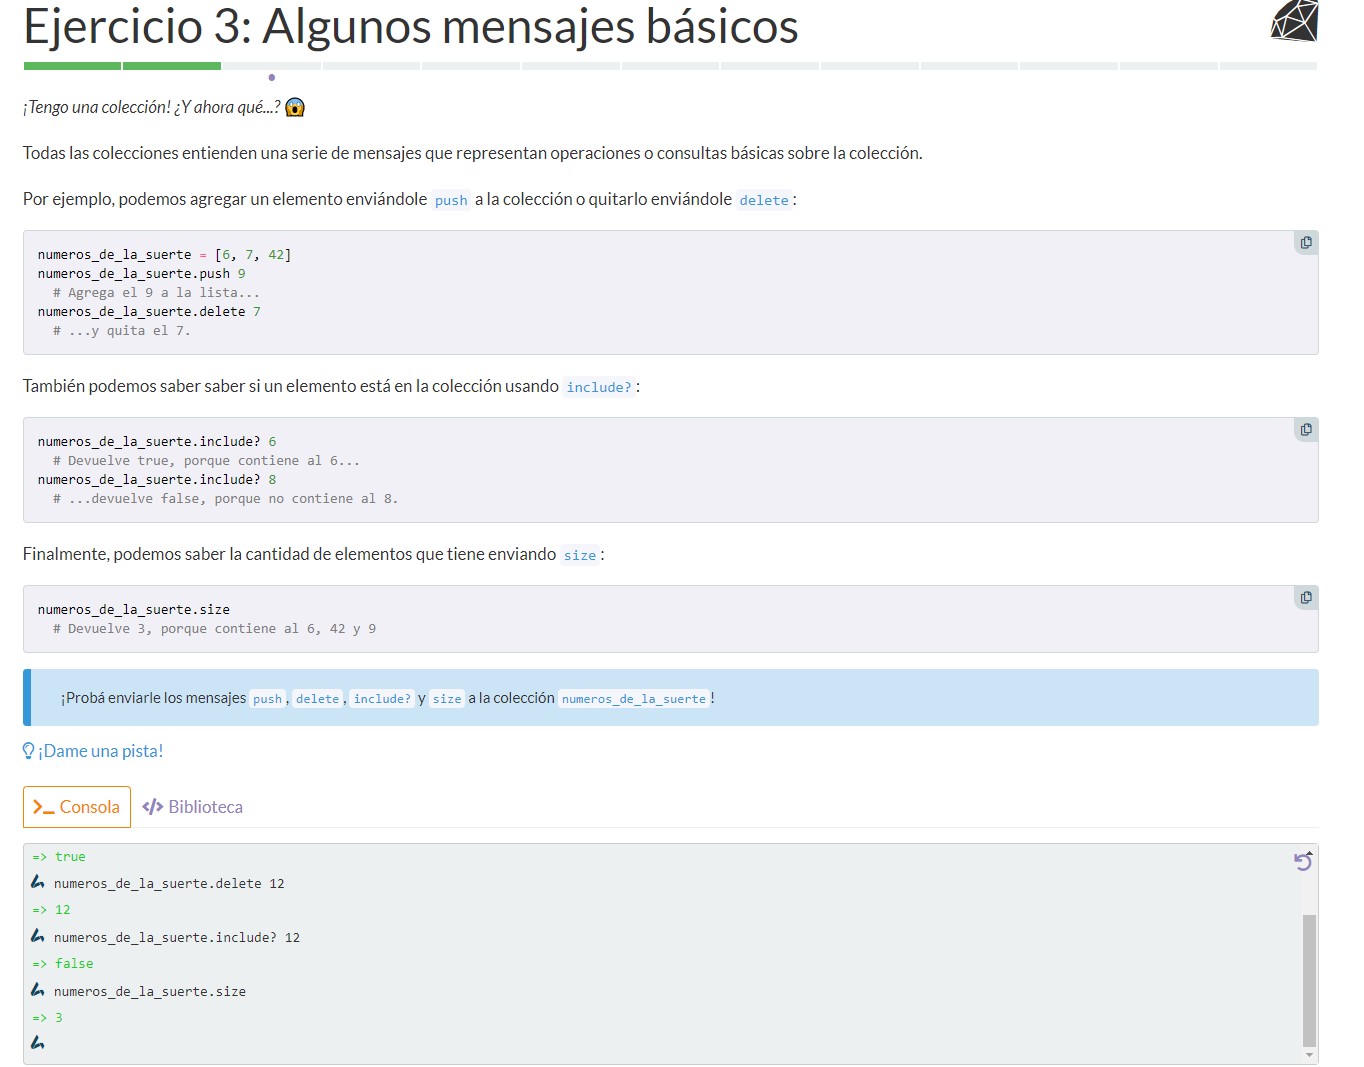 Ejercicio 3: Algunos mensajes básicos
¡Tengo una colección! ¿Y ahora qué...? 😱
Todas las colecciones entienden una serie de mensajes que representan operaciones o consultas básicas sobre la colección.
Por ejemplo, podemos agregar un elemento enviándole push a la colección o quitarlo enviándole delete:
numeros_de_la_suerte = [6, 7, 42]
numeros_de_la_suerte.push 9
# Agrega el 9 a la lista...
numeros_de_la_suerte.delete 7
# ...y quita el 7.
También podemos saber saber si un elemento está en la colección usando include?:
numeros_de_la_suerte.include? 6
# Devuelve true, porque contiene al 6...
numeros_de_la_suerte.include? 8
# ...devuelve false, porque no contiene al 8.
Finalmente, podemos saber la cantidad de elementos que tiene enviando size:
numeros_de_la_suerte.size
# Devuelve 3, porque contiene al 6, 42 y 9
¡Probá enviarle los mensajes push, delete, include? y size a la colección numeros_de_la_suerte!
¡Dame una pista!
Consola </> Biblioteca
=> true
numeros_de_la_suerte.delete 12
=> 12
numeros_de_la_suerte.include? 12
=> false
numeros_de_la_suerte.size
=> 3